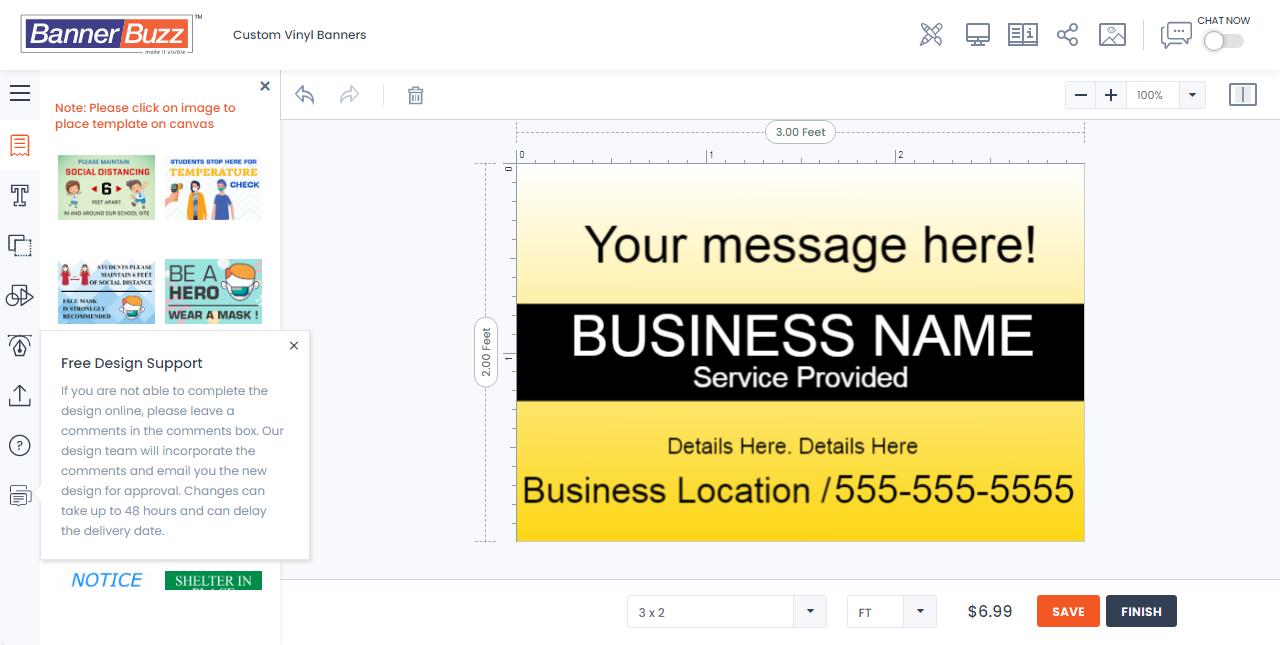 BannerBuzz™
make it visible
Custom Vinyl Banners
CHAT NOW
Note: Please click on image to
place template on canvas
PLEASE MAINTAIN
SOCIAL DISTANCING
6
FEET APART
IN AND AROUND OUR SCHOOL SITE
STUDENTS STOP HERE FOR
TEMPERATURE
CHECK
STUDENTS PLEASE
MAINTAIN 6 FEET
OF SOCIAL DISTANCE
FACE MASK
IS STRONLGLY
RECOMMENDED
BE A
HERO
WEAR A MASK !
Free Design Support
If you are not able to complete the
design online, please leave a
comments in the comments box. Our
design team will incorporate the
comments and email you the new
design for approval. Changes can
take up to 48 hours and can delay
the delivery date.
NOTICE
SHELTER IN
PLACE
100%
3.00 Feet
0
1
2
0
1
2.00 Feet
Your message here!
BUSINESS NAME
Service Provided
Details Here. Details Here
Business Location /555-555-5555
3 x 2
FT
$6.99
SAVE
FINISH